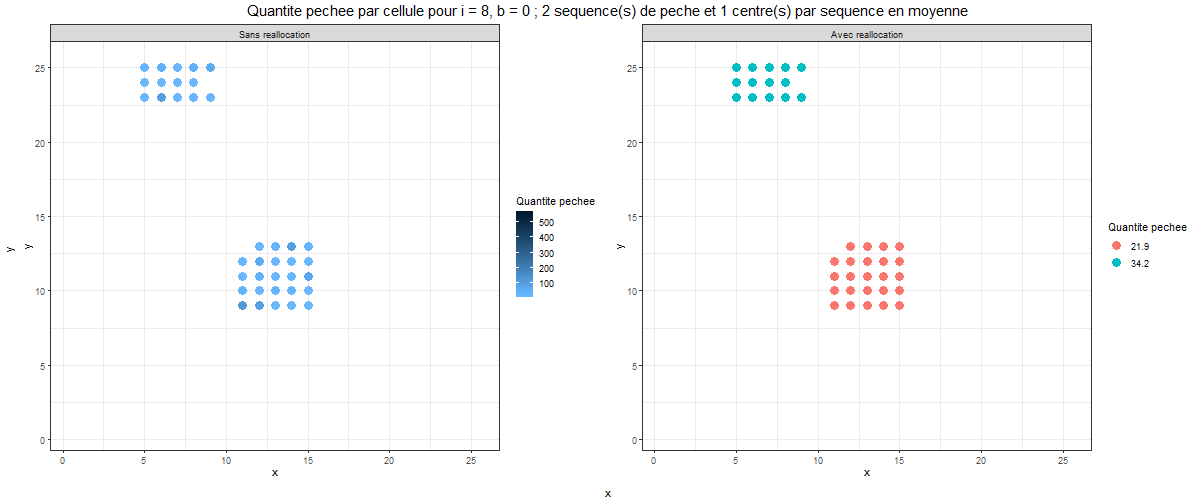 Quantite pechee par cellule pour i = 8, b = 0 ; 2 sequence(s) de peche et 1 centre(s) par sequence en moyenne
Sans reallocation
25
20
15
10
5
0
y
y
0 5 10 15 20 25
x
Quantite pechee
500
400
300
200
100
Avec reallocation
25
20
15
10
5
0
y
0 5 10 15 20 25
x
Quantite pechee
21.9
34.2
x